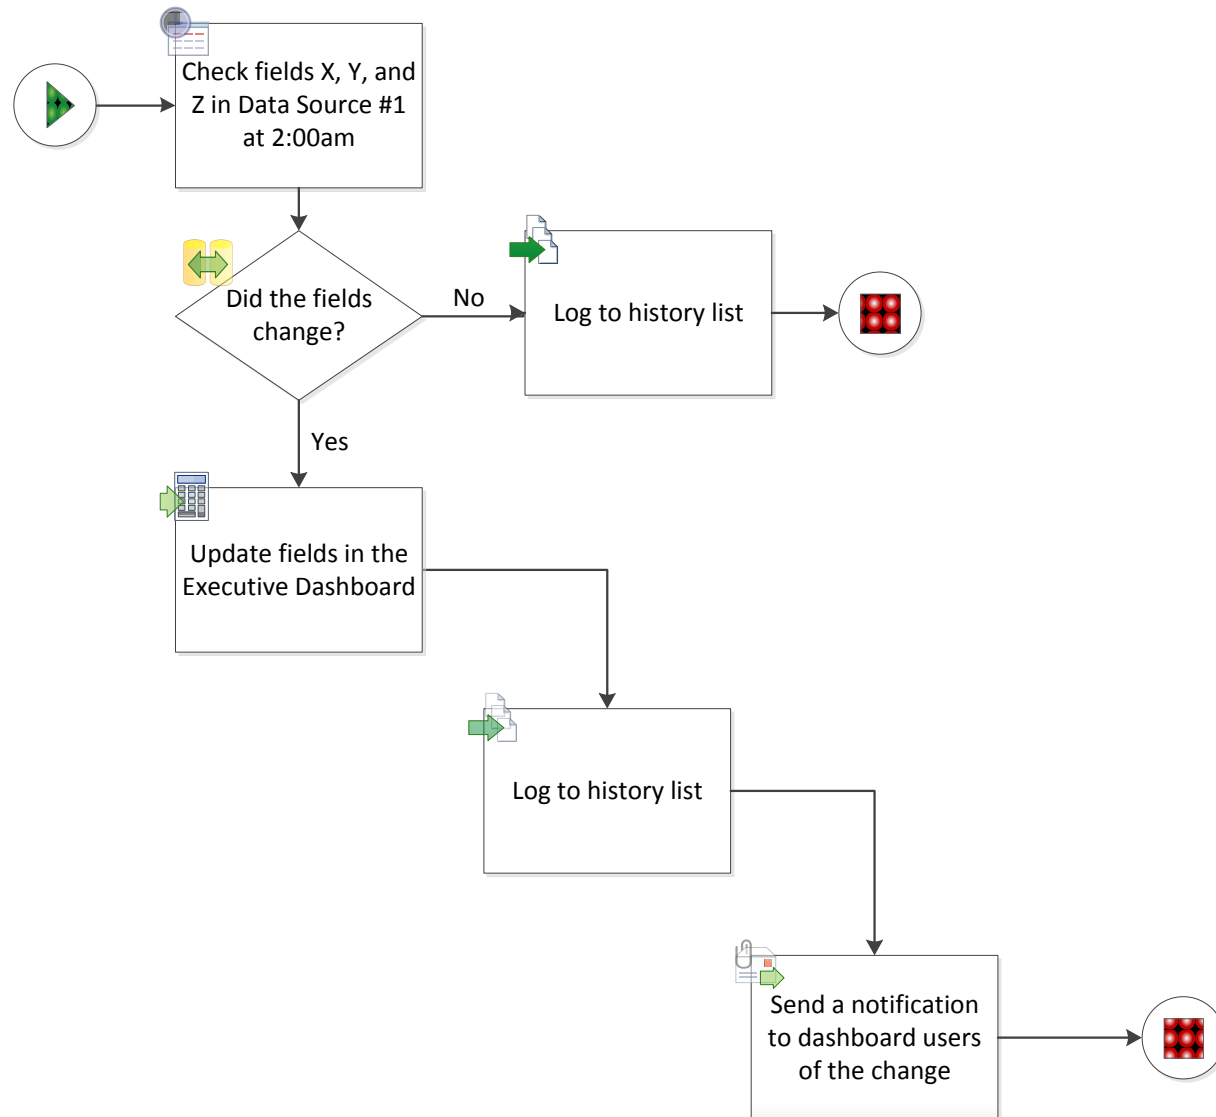 Check fields X, Y, and
Z in Data Source #1
at 2:00am
Did the fields
change?
No
Log to history list
Yes
Update fields in the
Executive Dashboard
Log to history list
Send a notification
to dashboard users
of the change